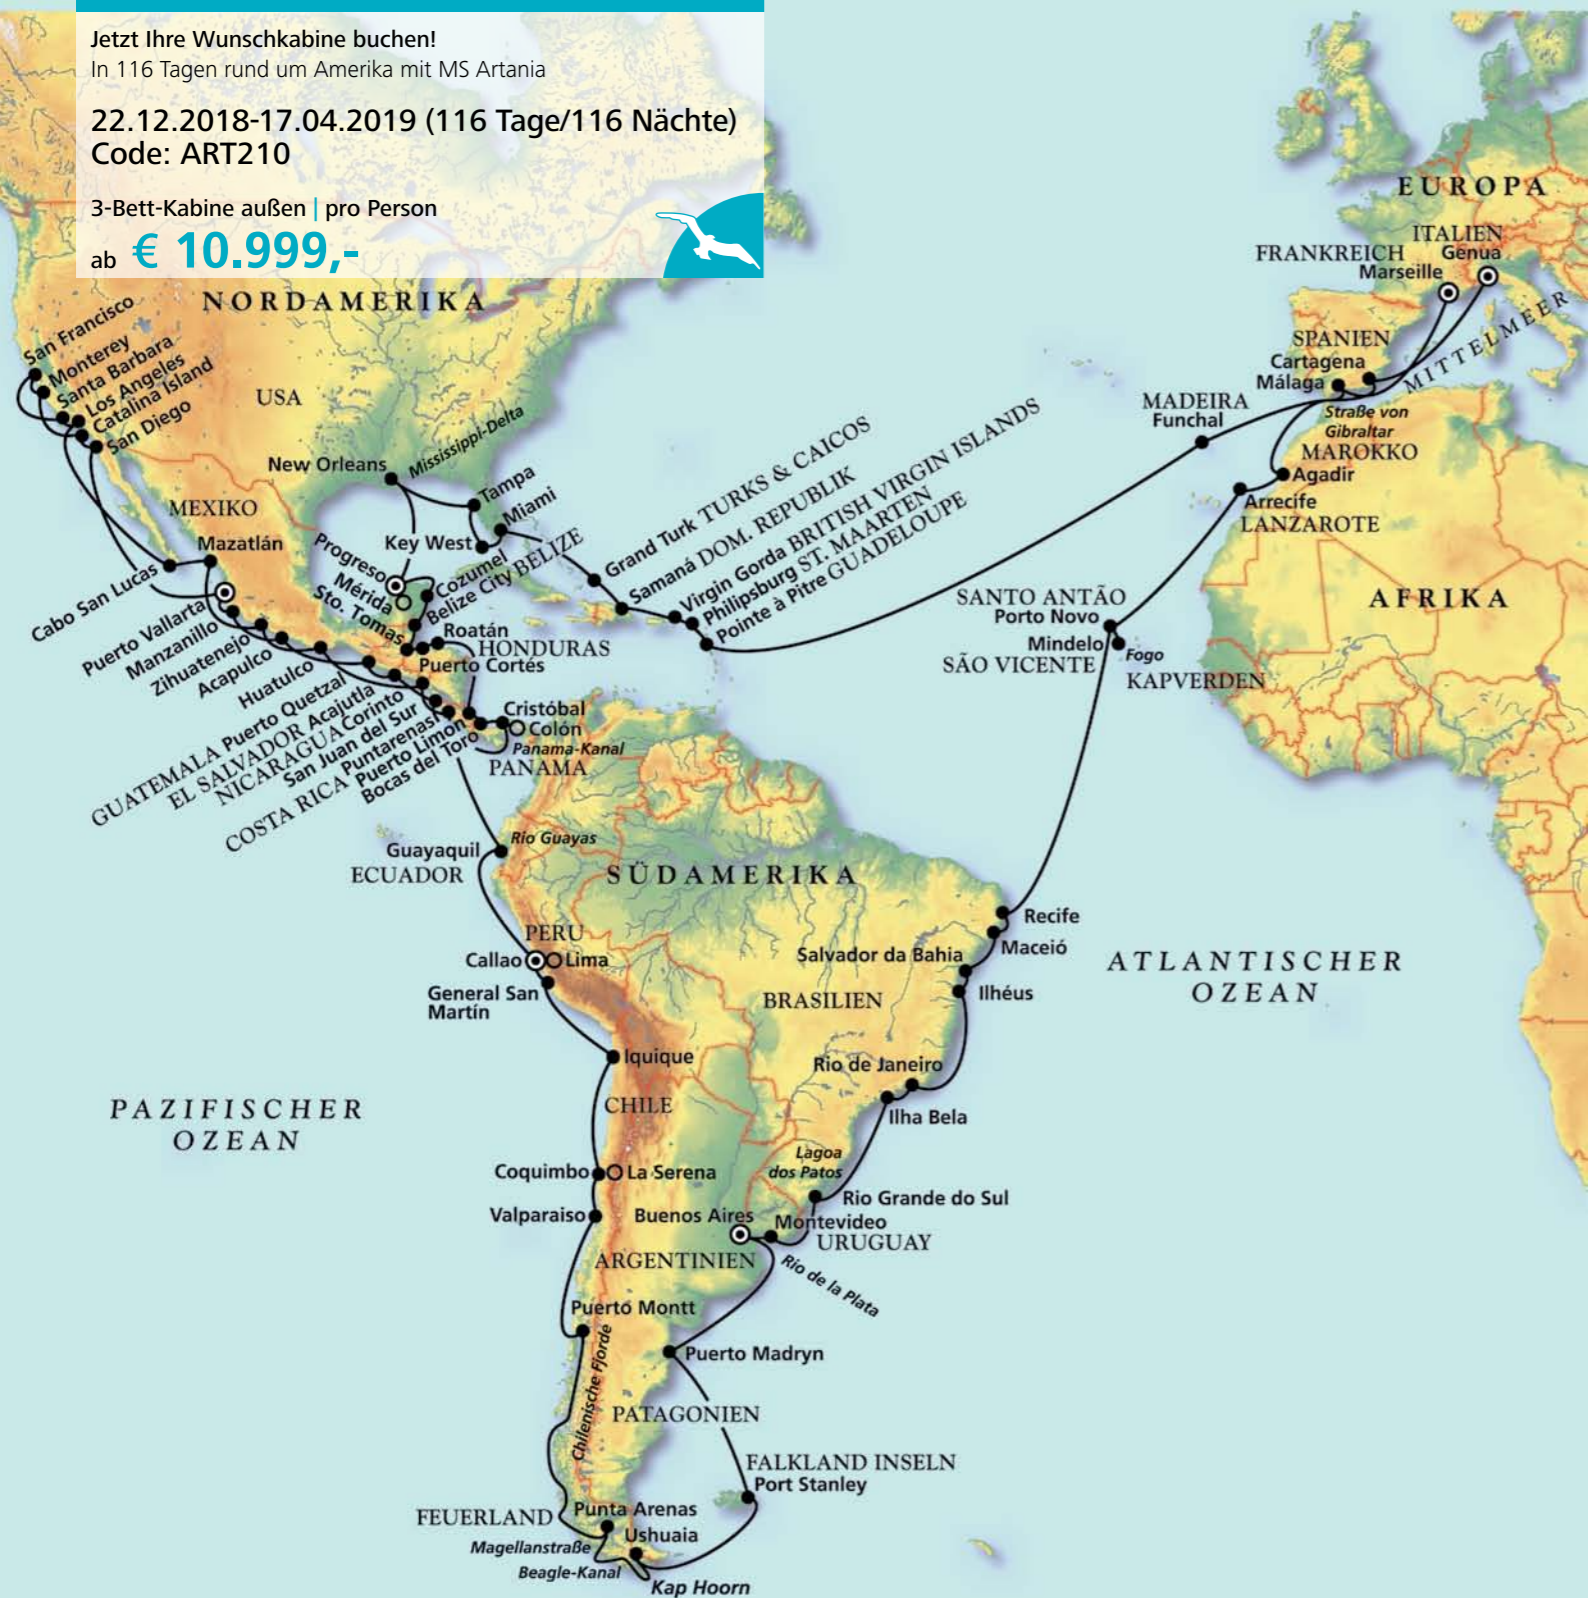 Jetzt Ihre Wunschkabine buchen!
In 116 Tagen rund um Amerika mit MS Artania
22.12.2018-17.04.2019 (116 Tage/116 Nächte)
Code: ART210
3-Bett-Kabine außen | pro Person
ab € 10.999,-
NORDAMERIKA
EUROPA
ITALIEN
Genua
FRANKREICH
Marseille
MITTELMEER
SPANIEN
Cartagena
Málaga
Straße von
Gibraltar
MADEIRA
Funchal
MAROKKO
Agadir
Arrecife
LANZAROTE
AFRIKA
SANTO ANTÃO
Porto Novo
Mindelo
SÃO VICENTE
Fogo
KAPVERDEN
San Francisco
Monterey
Santa Barbara
Los Angeles
Catalina Island
San Diego
USA
New Orleans
Mississippi-Delta
Tampa
Miami
Key West
MEXIKO
Mazatlán
Cabo San Lucas
Puerto Vallarta
Manzanillo
Zihuatenejo
Acapulco
Huatulco
Progreso
Mérida
Sto. Tomas
Cozumel
Belize City BELIZE
Roatán
HONDURAS
Puerto Cortés
Grand Turk TURKS & CAICOS
Samaná DOM. REPUBLIK
Virgin Gorda BRITISH VIRGIN ISLANDS
Philipsburg ST. MAARTEN
Pointe à Pitre GUADELOUPE
GUATEMALA Puerto Quetzal
EL SALVADOR Acajutla
NICARAGUA Corinto
San Juan del Sur
COSTA RICA Puntarenas
Puerto Limon
Bocas del Toro
Cristóbal
Colón
Panama-Kanal
PANAMA
Guayaquil
ECUADOR
Rio Guayas
SÜDAMERIKA
PERU
Callao
Lima
General San
Martín
Recife
Maceió
Salvador da Bahia
Ilhéus
BRASILIEN
ATLANTISCHER
OZEAN
Iquique
Rio de Janeiro
Ilha Bela
PAZIFISCHER
OZEAN
CHILE
Lagoa
dos Patos
Coquimbo
La Serena
Rio Grande do Sul
Valparaiso
Buenos Aires
Montevideo
URUGUAY
ARGENTINIEN
Rio de la Plata
Puerto Montt
Chilenische Fjorde
Puerto Madryn
PATAGONIEN
FALKLAND INSELN
Port Stanley
FEUERLAND
Punta Arenas
Ushuaia
Magellanstraße
Beagle-Kanal
Kap Hoorn